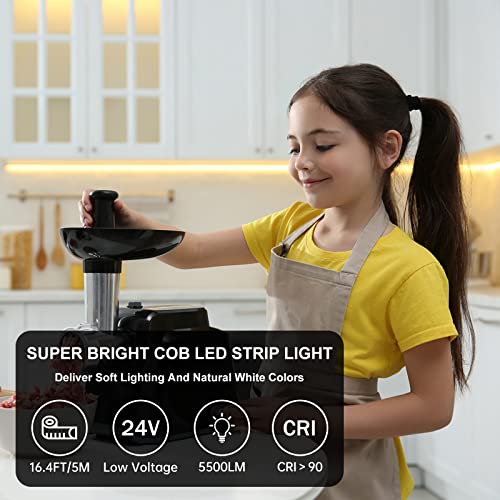 SUPER BRIGHT COB LED STRIP LIGHT
Deliver Soft Lighting And Natural White Colors
24V
CRI
16.4FT/5M
Low Voltage
5500LM
CRI > 90